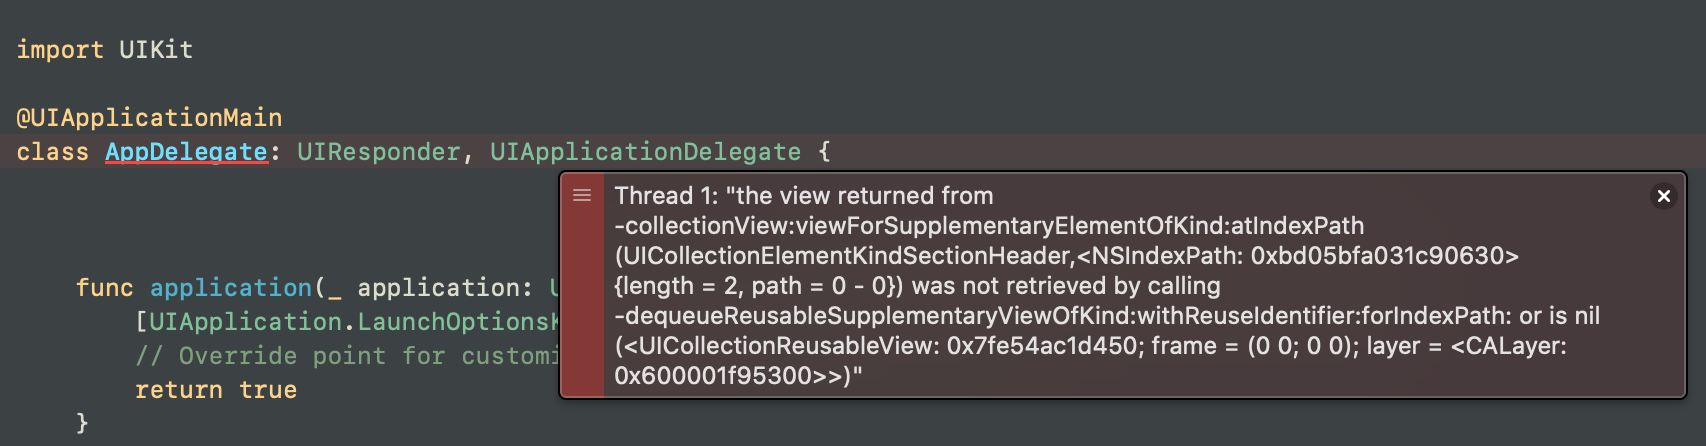 import UIKit
@UIApplicationMain
class AppDelegate: UIResponder, UIApplicationDelegate {
Thread 1: "the view returned from
-collectionView:viewForSupplementaryElementOfKind:atIndexPath
(UICollectionElementKindSectionHeader,<NSIndexPath: 0xbd05bfa031c90630>
{length = 2, path = 0 - 0}) was not retrieved by calling
-dequeueReusableSupplementaryViewOfKind:withReuseIdentifier:forIndexPath: or is nil
(<UICollectionReusableView: 0x7fe54ac1d450; frame = (0 0; 0 0); layer = <CALayer:
0x600001f95300>>)"
func application(_ application:
[UIApplication.LaunchOptions
// Override point for customi
return true
}